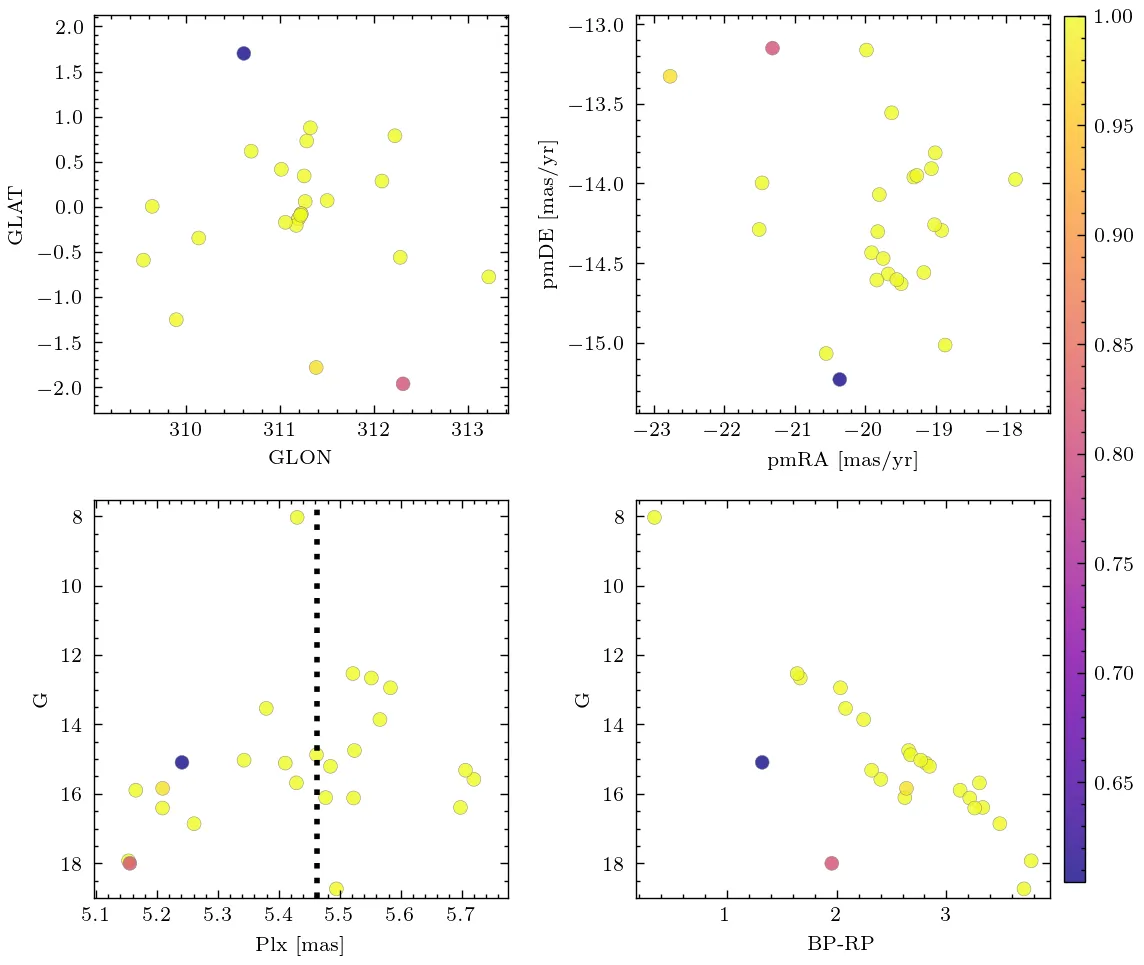 2.0
1.5
1.0
0.5
0.0
−0.5
−1.0
−1.5
−2.0
GLAT
310 311 312 313
GLON
−13.0
−13.5
−14.0
−14.5
−15.0
pmDE [mas/yr]
−23 −22 −21 −20 −19 −18
pmRA [mas/yr]
1.00
0.95
0.90
0.85
0.80
0.75
0.70
0.65
8
10
12
14
16
18
G
5.1 5.2 5.3 5.4 5.5 5.6 5.7
Plx [mas]
8
10
12
14
16
18
G
1 2 3
BP-RP